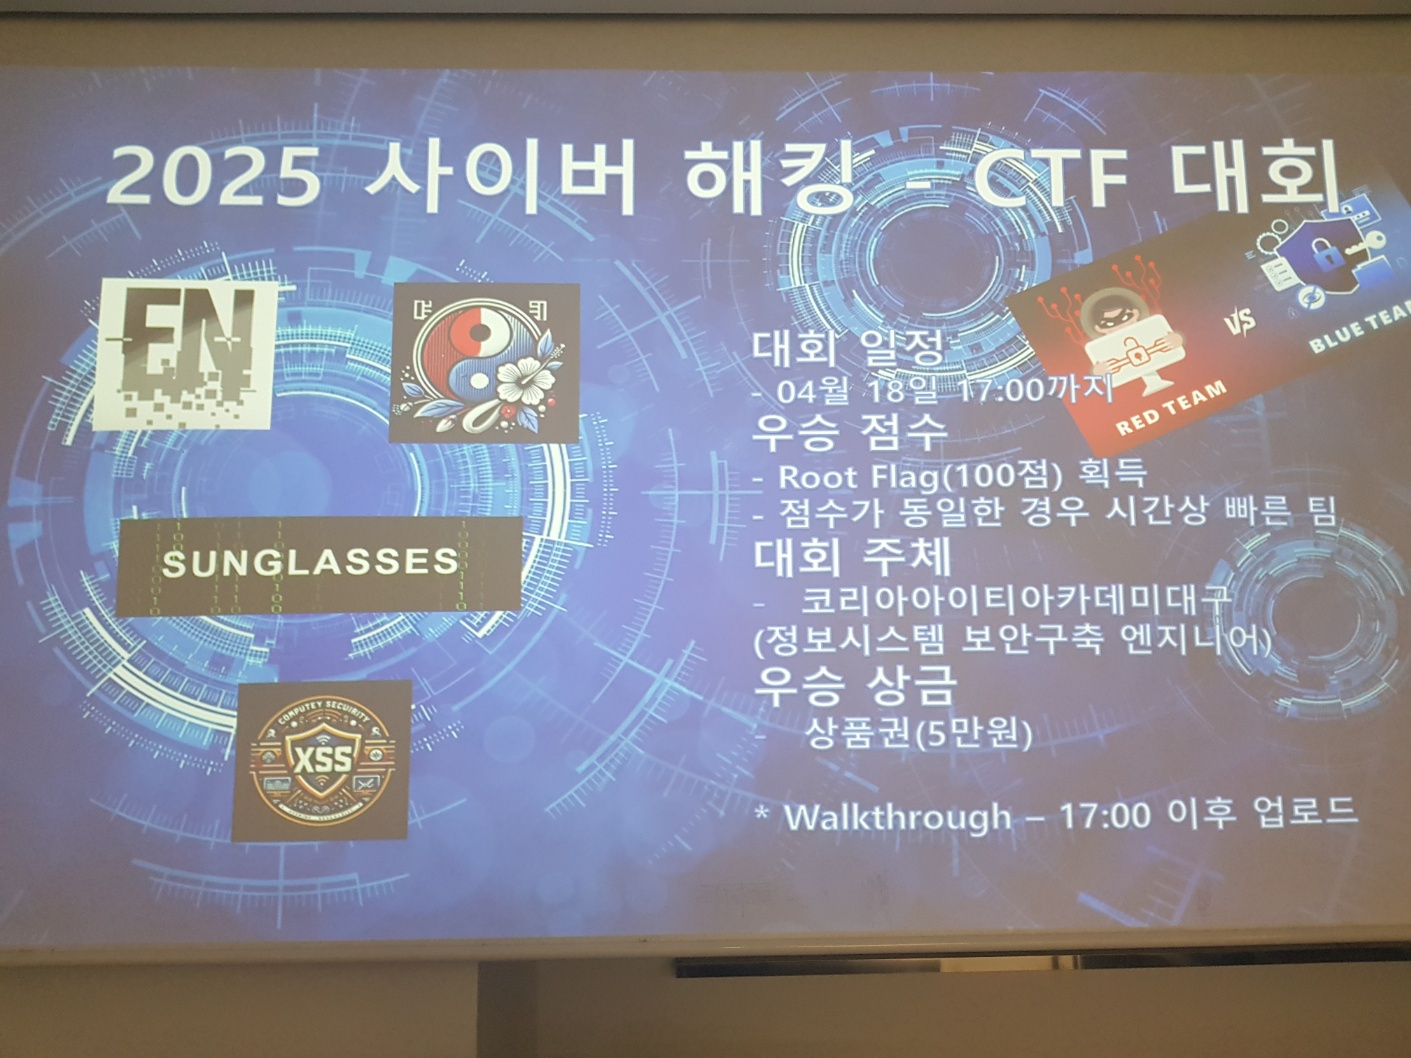 2025 사이버 해킹 - CTF 대회
EN
SUNGLASSES
COMPUTEY SECUIRITY
XSS
RED TEAM
VS
BLUE TEAM
대회 일정
- 04월 18일 17:00까지
우승 점수
- Root Flag(100점) 획득
- 점수가 동일한 경우 시간상 빠른 팀
대회 주체
- 코리아아이티아카데미대구
(정보시스템 보안구축 엔지니어)
우승 상금
- 상품권(5만원)
* Walkthrough – 17:00 이후 업로드